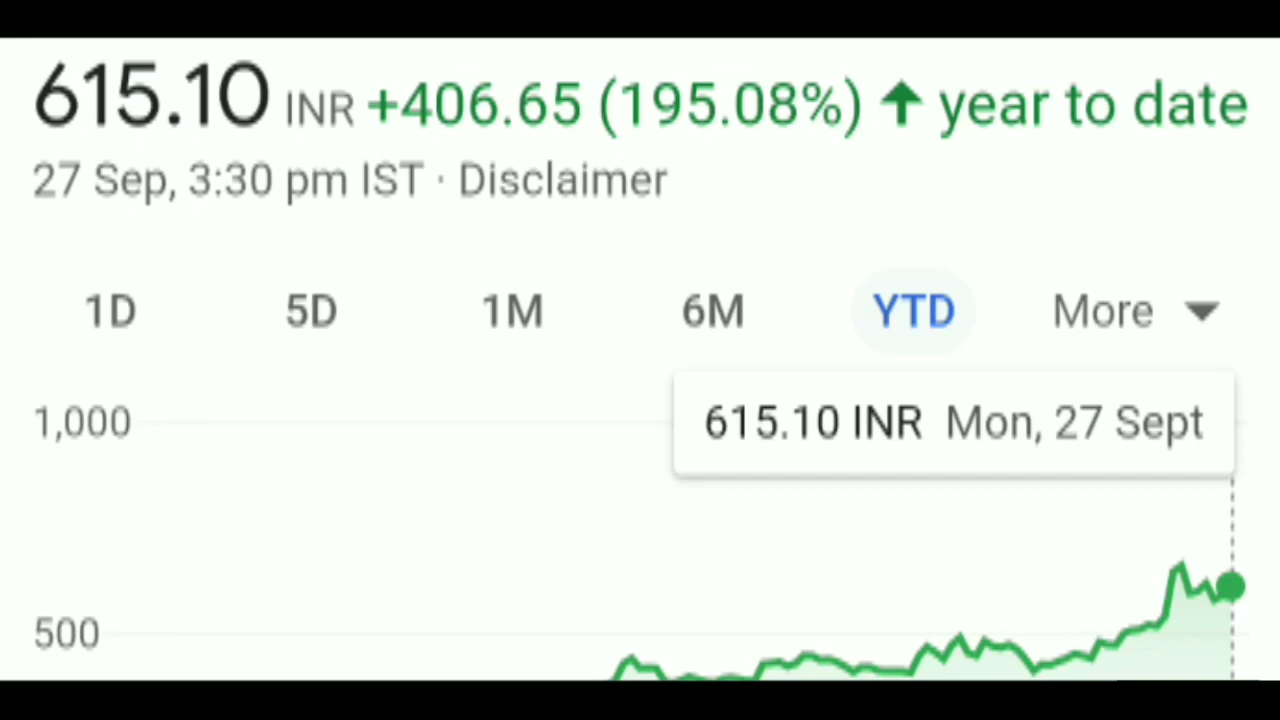 615.10 INR +406.65 (195.08%) ↑ year to date
27 Sep, 3:30 pm IST · Disclaimer
1D 5D 1M 6M YTD More
615.10 INR Mon, 27 Sept
1,000
500